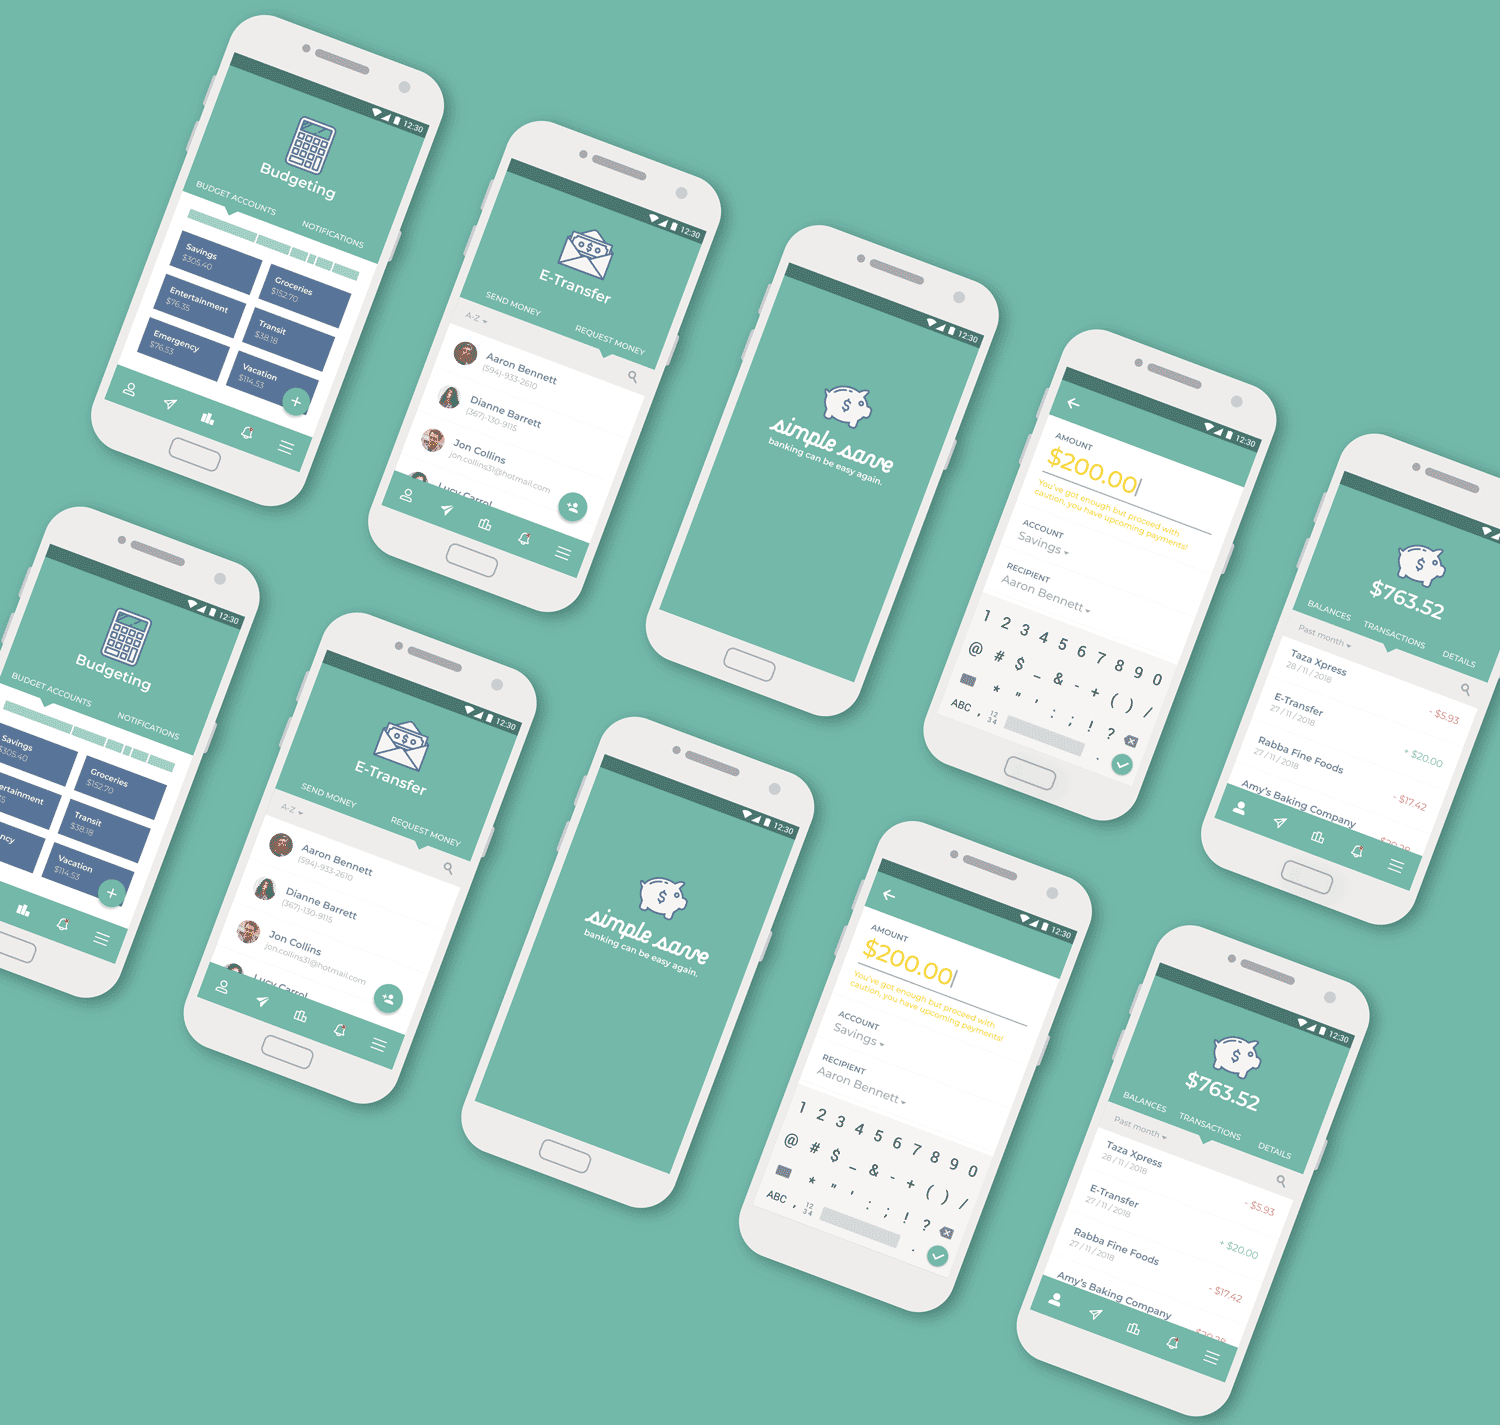 12:30
Budgeting
BUDGET ACCOUNTS
NOTIFICATIONS
Savings
$305.40
Groceries
$152.70
Entertainment
$76.35
Transit
$38.18
Emergency
$76.53
Vacation
$114.53
12:30
E-Transfer
SEND MONEY
REQUEST MONEY
A-Z
Aaron Bennett
(594)-933-2610
Dianne Barrett
(367)-130-9115
Jon Collins
jon.collins31@hotmail.com
Lucy Carrol
12:30
$
simple save
banking can be easy again.
12:30
AMOUNT
$200.00
You've got enough but proceed with
caution, you have upcoming payments!
ACCOUNT
Savings
RECIPIENT
Aaron Bennett
1 2 3 4 5 6 7 8 9 0
@ # $ _ & - + ( ) /
* " ' : ; ! ?
ABC , 12 34 .
$
$763.52
BALANCES
TRANSACTIONS
DETAILS
Past month
Taza Xpress
28 / 11 / 2018
- $5.93
E-Transfer
27 / 11 / 2018
+ $20.00
Rabba Fine Foods
27 / 11 / 2018
- $17.42
Amy's Baking Company
12:30
Budgeting
BUDGET ACCOUNTS
NOTIFICATIONS
Savings
$305.40
Groceries
$152.70
ertainment
35
Transit
$38.18
ncy
Vacation
$114.53
12:30
E-Transfer
SEND MONEY
REQUEST MONEY
A-Z
Aaron Bennett
(594)-933-2610
Dianne Barrett
(367)-130-9115
Jon Collins
jon.collins31@hotmail.com
Lucy Carrol
12:30
$
simple save
banking can be easy again.
12:30
AMOUNT
$200.00
You've got enough but proceed with
caution, you have upcoming payments!
ACCOUNT
Savings
RECIPIENT
Aaron Bennett
1 2 3 4 5 6 7 8 9 0
@ # $ _ & - + ( ) /
* " ' : ; ! ?
ABC , 12 34 .
12:30
$
$763.52
BALANCES
TRANSACTIONS
DETAILS
Past month
Taza Xpress
28 / 11 / 2018
- $5.93
E-Transfer
27 / 11 / 2018
+ $20.00
Rabba Fine Foods
27 / 11 / 2018
- $17.42
Amy's Baking Company